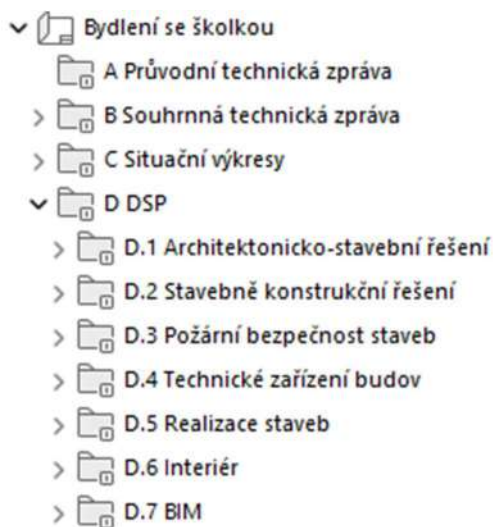 Bydlení se školkou
A Průvodní technická zpráva
B Souhrnná technická zpráva
C Situační výkresy
D DSP
D.1 Architektonicko-stavební řešení
D.2 Stavebně konstrukční řešení
D.3 Požární bezpečnost staveb
D.4 Technické zařízení budov
D.5 Realizace staveb
D.6 Interiér
D.7 BIM